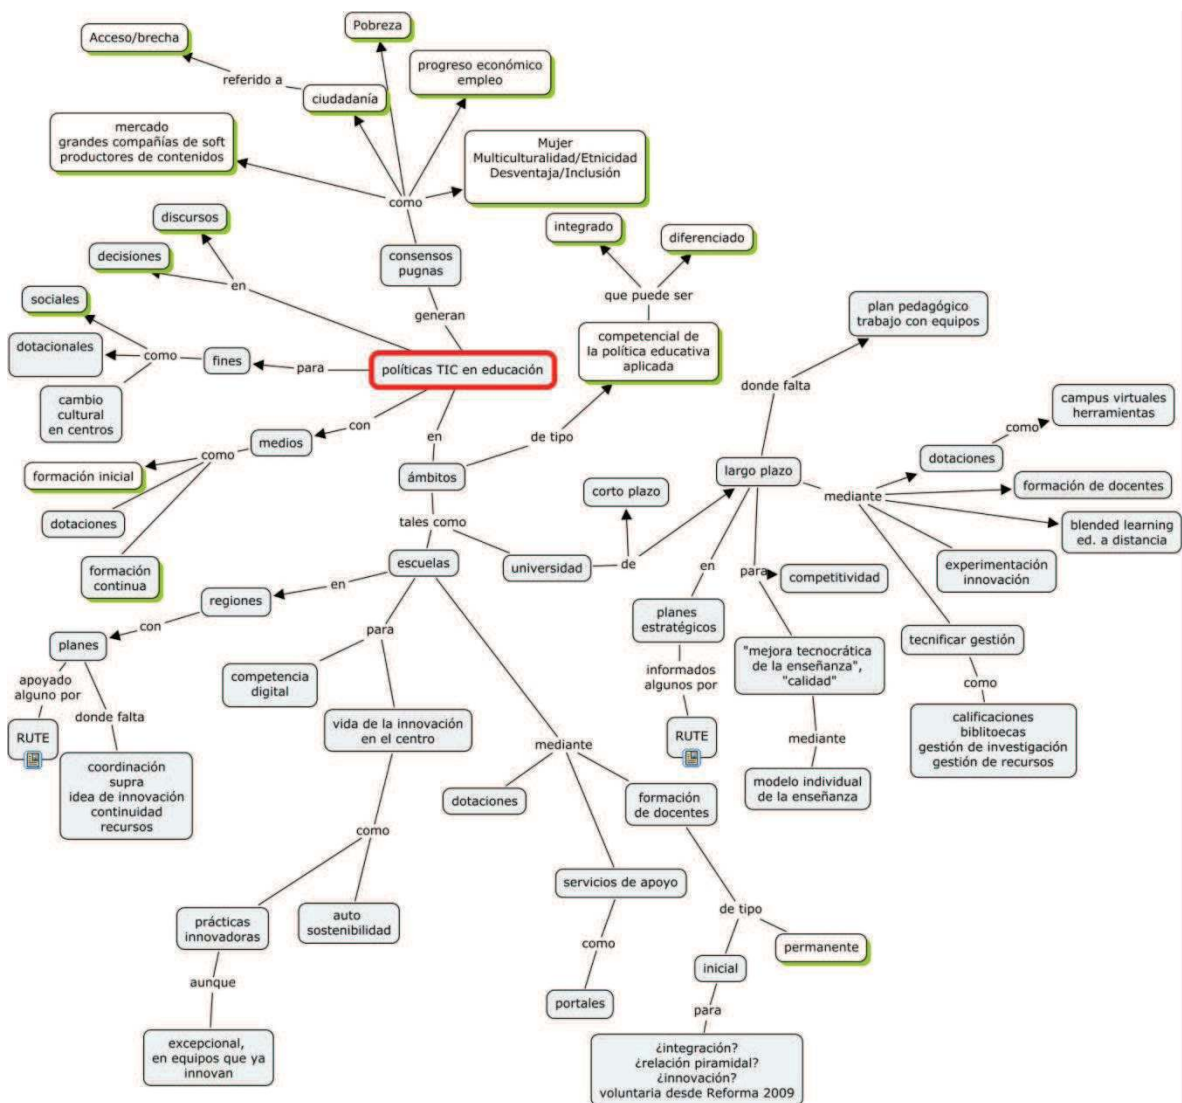 Acceso/brecha
Pobreza
referido a
progreso económico
empleo
ciudadanía
mercado
grandes compañías de soft
productores de contenidos
Mujer
Multiculturalidad/Etnicidad
Desventaja/Inclusión
como
discursos
integrado
diferenciado
decisiones
en
consensos
pugnas
sociales
generan
que puede ser
plan pedagógico
trabajo con equipos
dotacionales
como
fines
para
políticas TIC en educación
competencial de
la política educativa
aplicada
cambio
cultural
en centros
con
medios
en
de tipo
donde falta
campus virtuales
herramientas
como
como
formación inicial
ámbitos
corto plazo
largo plazo
dotaciones
mediante
formación de docentes
dotaciones
tales como
blended learning
ed. a distancia
formación
continua
escuelas
universidad
de
en
para
competitividad
experimentación
innovación
en
regiones
con
planes
para
planes
estratégicos
"mejora tecnocrática
de la enseñanza",
"calidad"
tecnificar gestión
apoyado
alguno por
competencia
digital
informados
algunos por
como
donde falta
RUTE
vida de la innovación
en el centro
mediante
RUTE
mediante
calificaciones
biblitoecas
gestión de investigación
gestión de recursos
coordinación
supra
idea de innovación
continuidad
recursos
dotaciones
formación
de docentes
modelo individual
de la enseñanza
como
servicios de apoyo
prácticas
innovadoras
auto
sostenibilidad
de tipo
como
permanente
aunque
inicial
portales
para
excepcional,
en equipos que ya
innovan
¿integración?
¿relación piramidal?
¿innovación?
voluntaria desde Reforma 2009